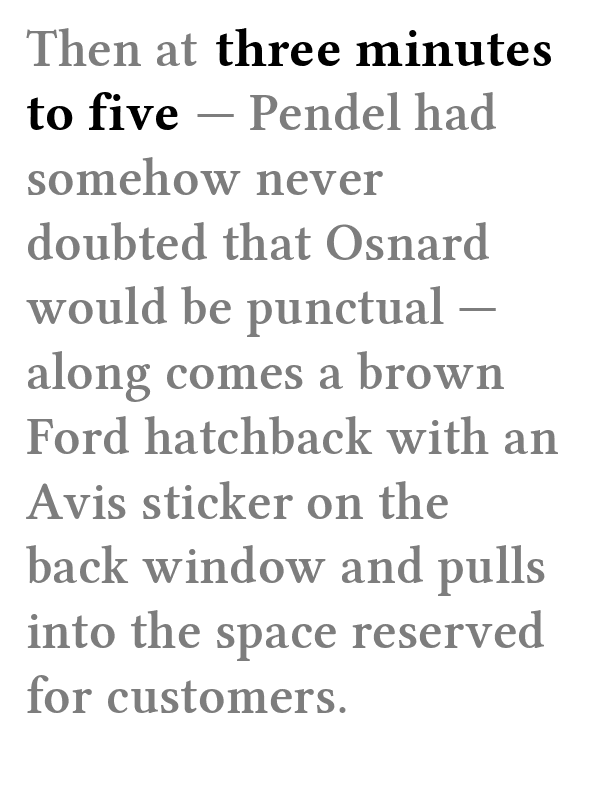 Then at three minutes
to five — Pendel had
somehow never
doubted that Osnard
would be punctual —
along comes a brown
Ford hatchback with an
Avis sticker on the
back window and pulls
into the space reserved
for customers.